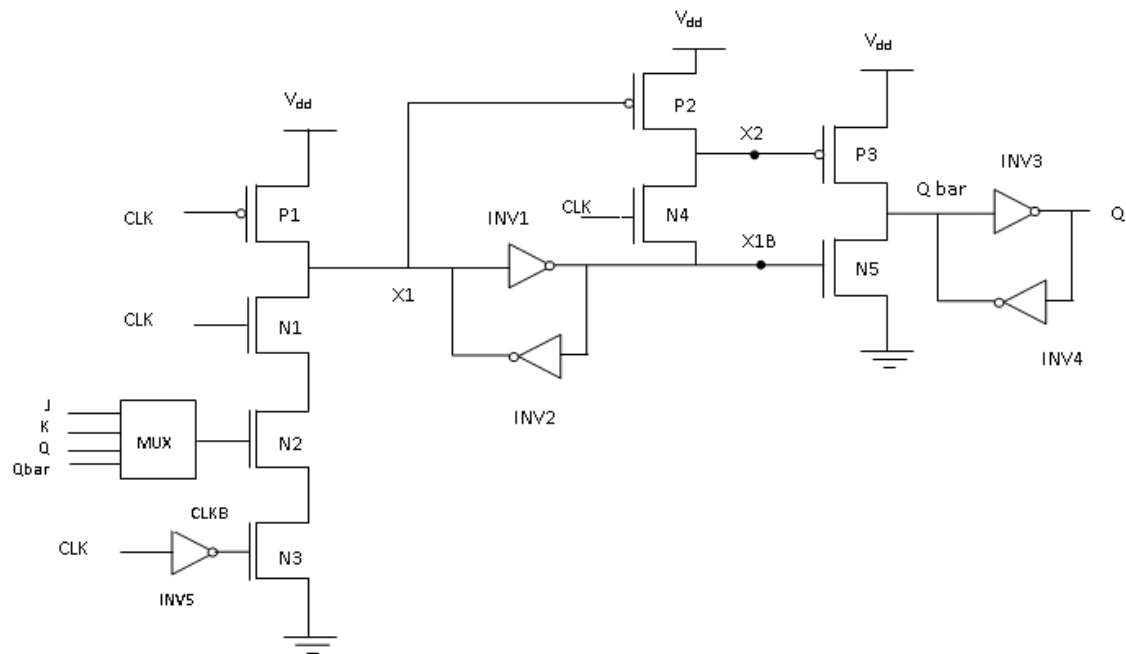 Vdd
Vdd
Vdd
P2
X2
P3
INV3
CLK
P1
INV1
CLK
N4
Q bar
Q
X1B
X1
N5
CLK
N1
INV4
INV2
J
K
Q
Qbar
MUX
N2
CLKB
CLK
N3
INV5